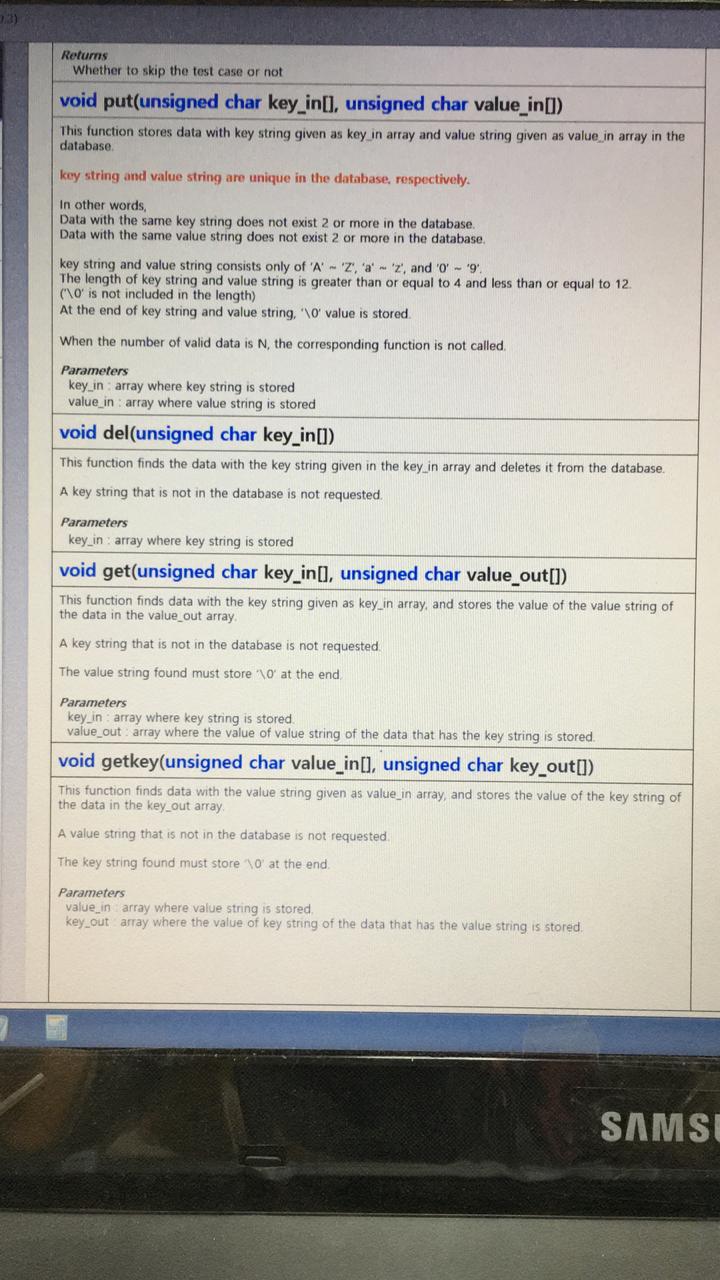 Returns
Whether to skip the test case or not
void put(unsigned char key_in[], unsigned char value_in[])
This function stores data with key string given as key_in array and value string given as value_in array in the
database.
key string and value string are unique in the database, respectively.
In other words,
Data with the same key string does not exist 2 or more in the database.
Data with the same value string does not exist 2 or more in the database.
key string and value string consists only of 'A' ~ 'Z', 'a' ~ 'z', and '0' ~ '9'.
The length of key string and value string is greater than or equal to 4 and less than or equal to 12.
('\0' is not included in the length)
At the end of key string and value string, '\0' value is stored.
When the number of valid data is N, the corresponding function is not called.
Parameters
key_in : array where key string is stored
value_in : array where value string is stored
void del(unsigned char key_in[])
This function finds the data with the key string given in the key_in array and deletes it from the database.
A key string that is not in the database is not requested.
Parameters
key_in : array where key string is stored
void get(unsigned char key_in[], unsigned char value_out[])
This function finds data with the key string given as key_in array, and stores the value of the value string of
the data in the value_out array.
A key string that is not in the database is not requested.
The value string found must store '\0' at the end.
Parameters
key_in : array where key string is stored.
value_out : array where the value of value string of the data that has the key string is stored.
void getkey(unsigned char value_in[], unsigned char key_out[])
This function finds data with the value string given as value_in array, and stores the value of the key string of
the data in the key_out array.
A value string that is not in the database is not requested.
The key string found must store '\0' at the end.
Parameters
value_in : array where value string is stored.
key_out : array where the value of key string of the data that has the value string is stored.
SAMSU